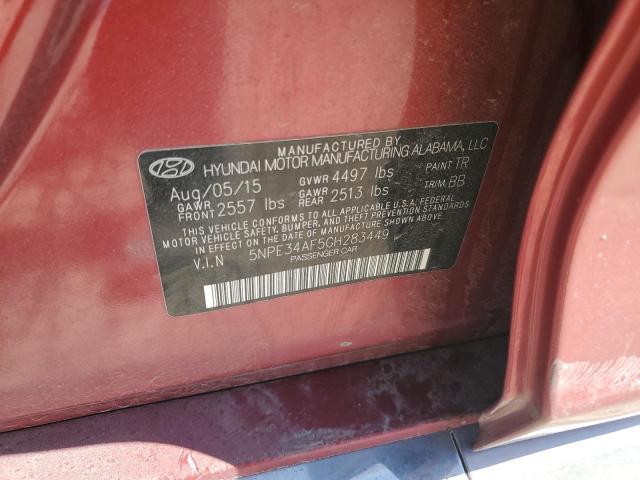 MANUFACTURED BY
HYUNDAI MOTOR MANUFACTURING ALABAMA, LLC
Aug/05/15 GVWR 4497 lbs PAINT: TR
GAWR FRONT 2557 lbs GAWR REAR 2513 lbs TRIM: BB
THIS VEHICLE CONFORMS TO ALL APPLICABLE U.S.A. FEDERAL
MOTOR VEHICLE SAFETY, BUMPER, AND THEFT PREVENTION STANDARDS
IN EFFECT ON THE DATE OF MANUFACTURE SHOWN ABOVE.
V.I.N 5NPE34AF5GH283449
PASSENGER CAR